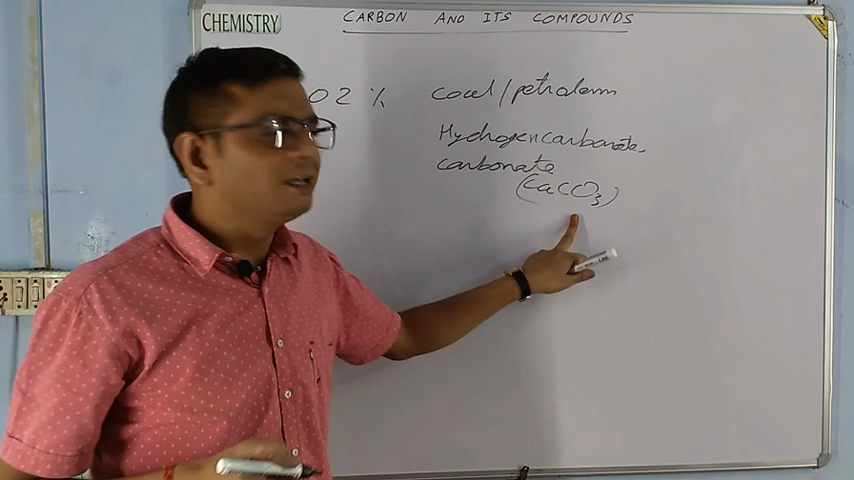 CHEMISTRY
CARBON AND ITS COMPOUNDS
02 % coal/petroleum
Hydrogencarbonate,
carbonate
(CaCO3)